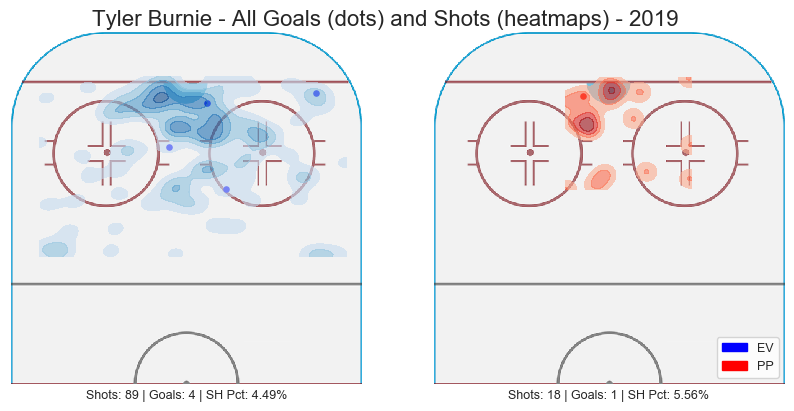 Tyler Burnie - All Goals (dots) and Shots (heatmaps) - 2019
EV
PP
Shots: 89 | Goals: 4 | SH Pct: 4.49%
Shots: 18 | Goals: 1 | SH Pct: 5.56%